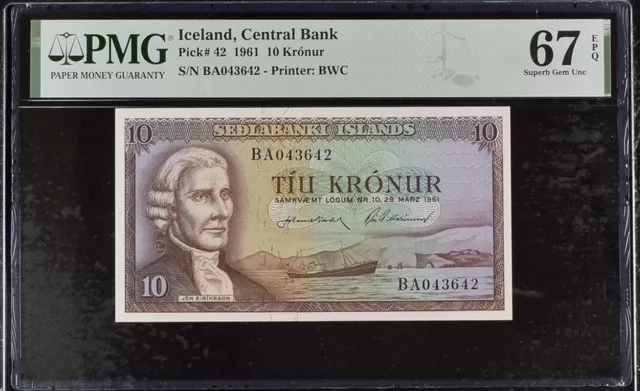 PMG
PAPER MONEY GUARANTY
Iceland, Central Bank
Pick# 42 1961 10 Krónur
S/N BA043642 - Printer: BWC
67
EPQ
Superb Gem Unc
10
SEÐLABANKI ÍSLANDS
10
BA043642
TÍU KRÓNUR
SAMKVÆMT LÖGUM NR. 10, 29. MARZ 1961
10
JÓN EIRÍKSSON
BA043642